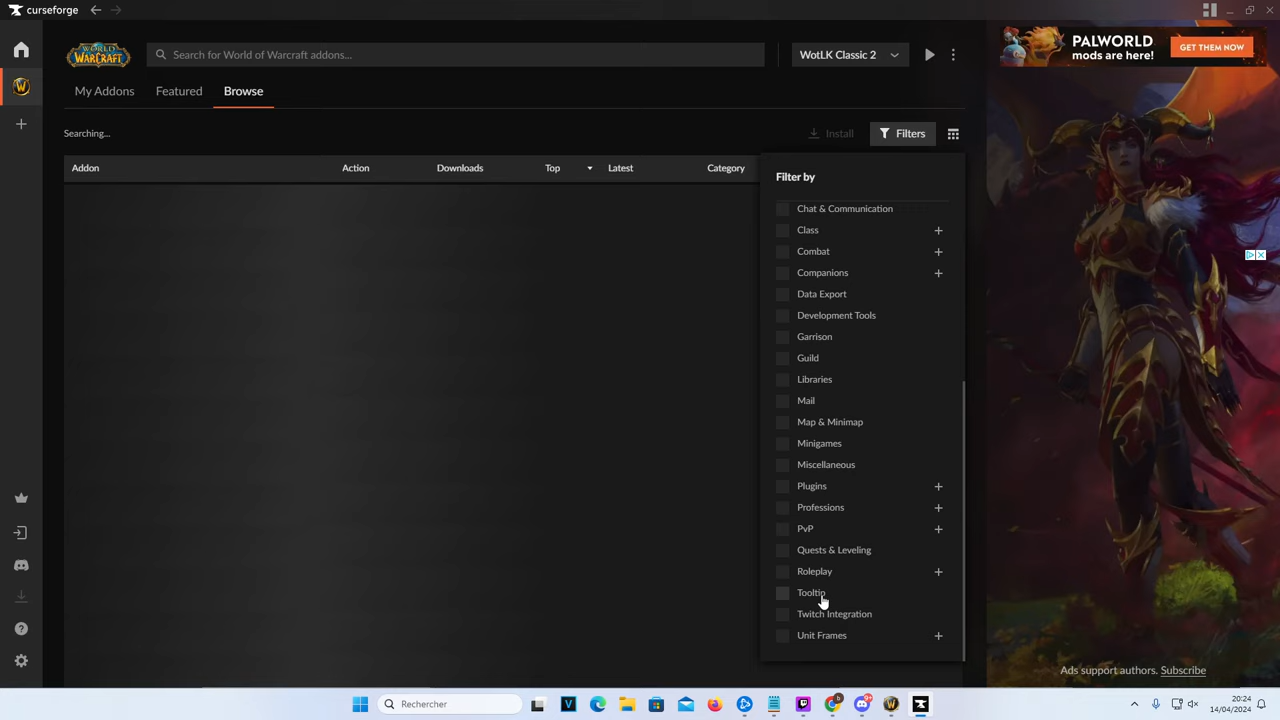 curseforge
PALWORLD
mods are here!
GET THEM NOW
WORLD
WARCRAFT
Search for World of Warcraft addons...
WotLK Classic 2
My Addons
Featured
Browse
Searching...
Install
Filters
Addon
Action
Downloads
Top
Latest
Category
Filter by
Chat & Communication
Class
Combat
Companions
Data Export
Development Tools
Garrison
Guild
Libraries
Mail
Map & Minimap
Minigames
Miscellaneous
Plugins
Professions
PvP
Quests & Leveling
Roleplay
Tooltip
Twitch Integration
Unit Frames
Ads support authors. Subscribe
Rechercher
20:24
14/04/2024